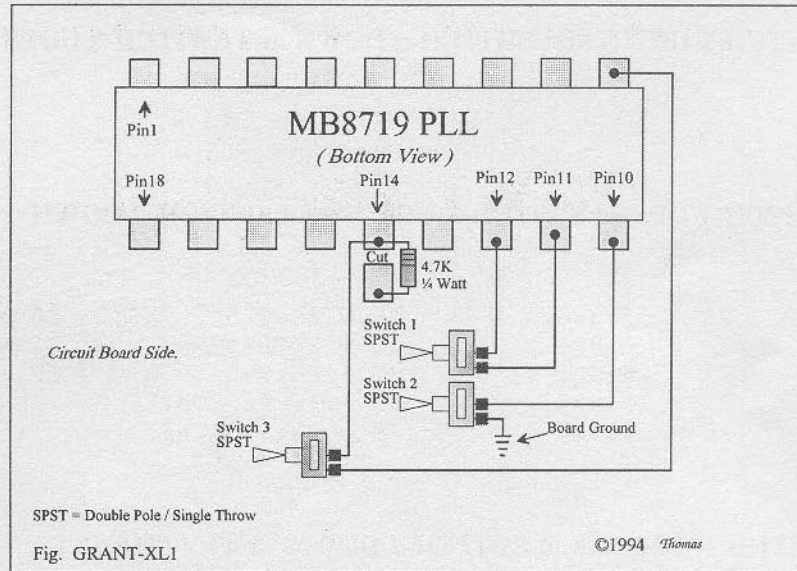 MB8719 PLL
( Bottom View )
Pin1
Pin18
Pin14
Pin12
Pin11
Pin10
Cut
4.7K
¼ Watt
Switch 1
SPST
Circuit Board Side.
Switch 2
SPST
Switch 3
SPST
Board Ground
SPST = Double Pole / Single Throw
Fig. GRANT-XL1
©1994 Thomas